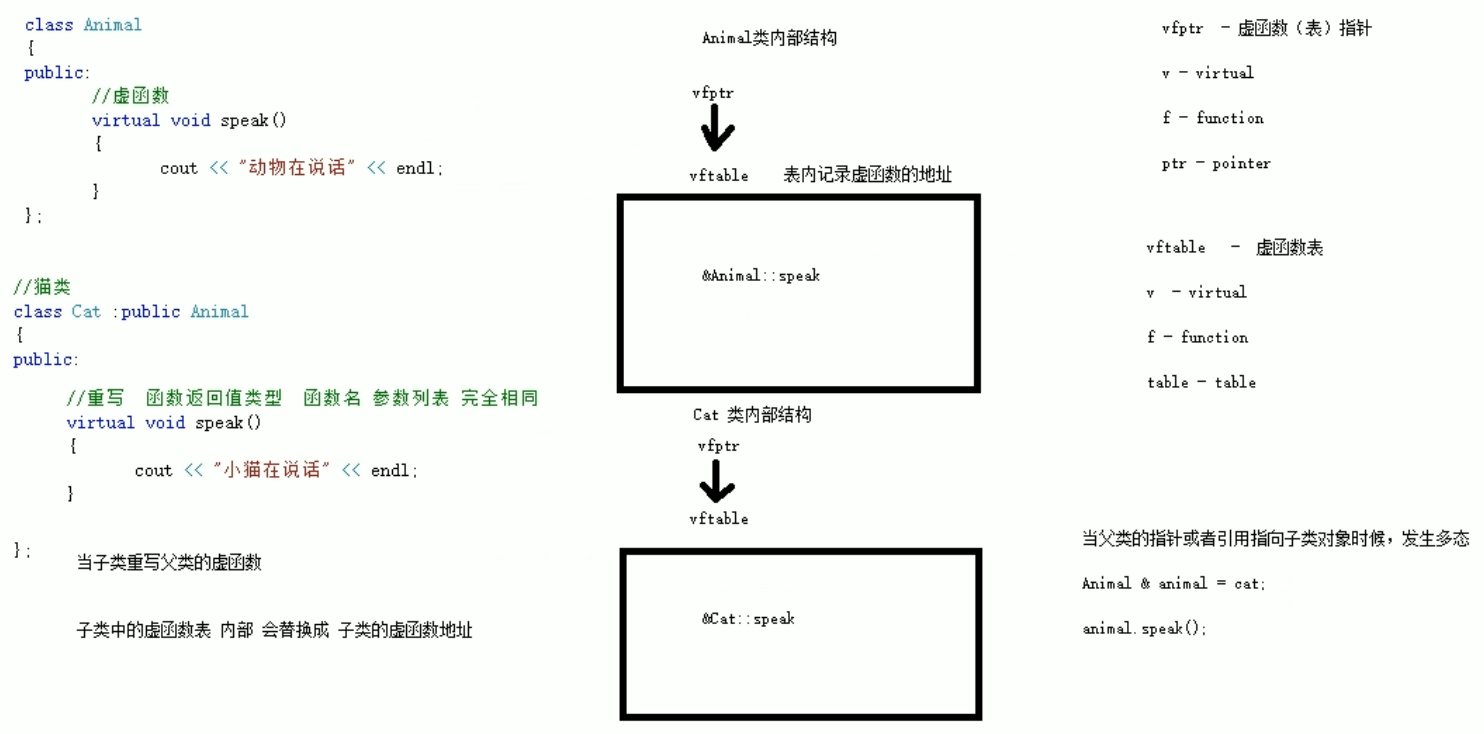 class Animal
{
public:
//虚函数
virtual void speak()
{
cout << "动物在说话" << endl;
}
};
//猫类
class Cat :public Animal
{
public:
//重写 函数返回值类型 函数名 参数列表 完全相同
virtual void speak()
{
cout << "小猫在说话" << endl;
}
};
当子类重写父类的虚函数
子类中的虚函数表 内部 会替换成 子类的虚函数地址
Animal类内部结构
vfptr
vftable 表内记录虚函数的地址
&Animal::speak
Cat 类内部结构
vfptr
vftable
&Cat::speak
vfptr - 虚函数（表）指针
v - virtual
f - function
ptr - pointer
vftable - 虚函数表
v - virtual
f - function
table - table
当父类的指针或者引用指向子类对象时候，发生多态
Animal & animal = cat;
animal.speak();